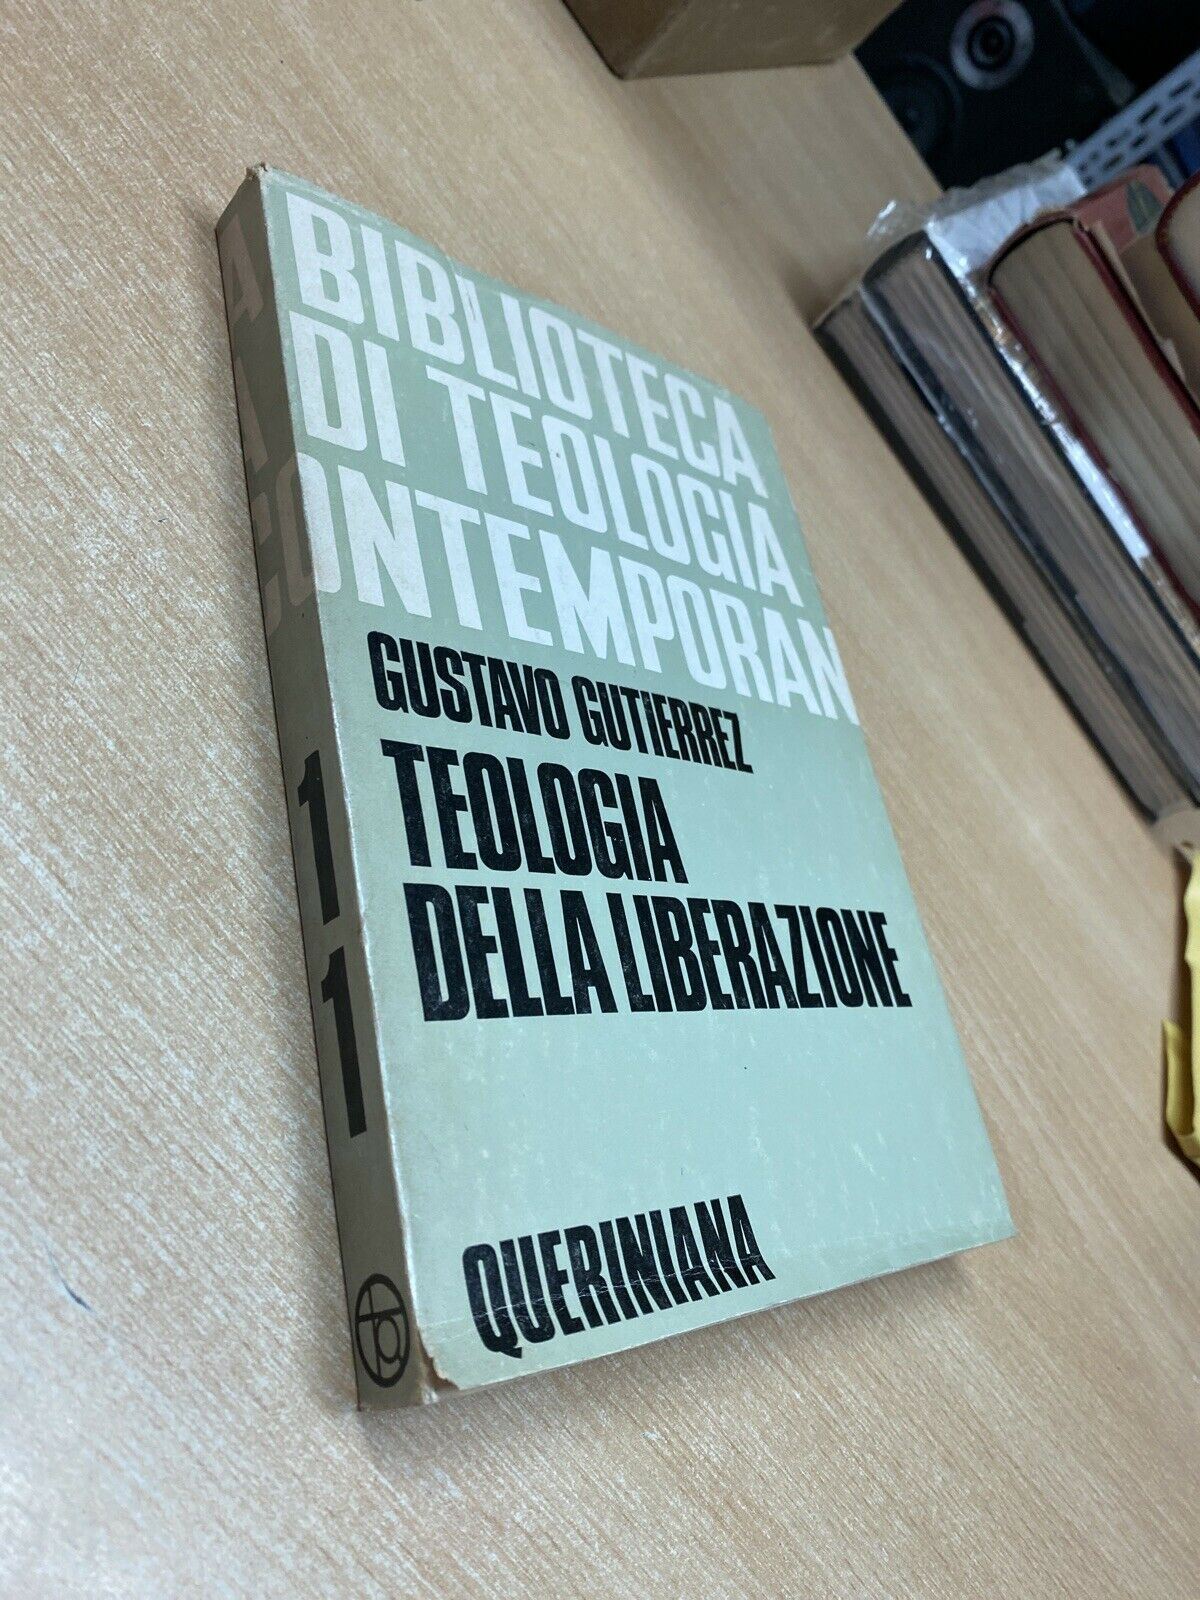 BIBLIOTECA
DI TEOLOGIA
CONTEMPORAN
GUSTAVO GUTIERREZ
TEOLOGIA
DELLA LIBERAZIONE
QUERINIANA
11